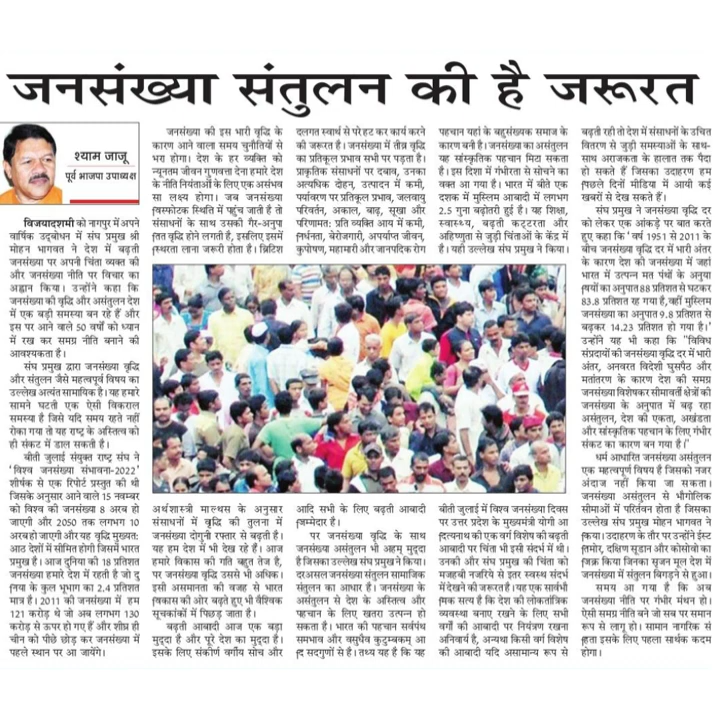 जनसंख्या संतुलन की है जरूरत
श्याम जाजू
पूर्व भाजपा उपाध्यक्ष
विजयादशमी को नागपुर में अपने
वार्षिक उद्बोधन में संघ प्रमुख श्री
मोहन भागवत ने देश में बढ़ती
जनसंख्या पर अपनी चिंता व्यक्त की
और जनसंख्या नीति पर विचार का
आह्वान किया। उन्होंने कहा कि
जनसंख्या की वृद्धि और असंतुलन देश
में एक बड़ी समस्या बन रहे हैं और
इस पर आने वाले 50 वर्षों को ध्यान
में रख कर समग्र नीति बनाने की
आवश्यकता है।
संघ प्रमुख द्वारा जनसंख्या वृद्धि
और संतुलन जैसे महत्वपूर्ण विषय का
उल्लेख अत्यंत सामायिक है। यह हमारे
सामने घटती एक ऐसी विकराल
समस्या है जिसे यदि समय रहते नहीं
रोका गया तो यह राष्ट्र के अस्तित्व को
ही संकट में डाल सकती है।
बीती जुलाई संयुक्त राष्ट्र संघ ने
'विश्व जनसंख्या संभावना-2022'
शीर्षक से एक रिपोर्ट प्रस्तुत की थी
जिसके अनुसार आने वाले 15 नवम्बर
को विश्व की जनसंख्या 8 अरब हो
जाएगी और 2050 तक लगभग 10
अरब हो जाएगी और यह वृद्धि मुख्यत:
आठ देशों में सीमित होगी जिसमें भारत
प्रमुख है। आज दुनिया की 18 प्रतिशत
जनसंख्या हमारे देश में रहती है जो दु
नया के कुल भूभाग का 2.4 प्रतिशत
मात्र है। 2011 की जनसंख्या में हम
121 करोड़ थे जो अब लगभग 130
करोड़ से ऊपर हो गए हैं और शीघ्र ही
चीन को पीछे छोड़ कर जनसंख्या में
पहले स्थान पर आ जायेंगे।
जनसंख्या की इस भारी वृद्धि के
कारण आने वाला समय चुनौतियों से
भरा होगा। देश के हर व्यक्ति को
न्यूनतम जीवन गुणवत्ता देना हमारे देश
के नीति नियंताओं के लिए एक असंभव
सा लक्ष्य होगा। जब जनसंख्या
विस्फोटक स्थिति में पहुंच जाती है तो
संसाधनों के साथ उसकी गैर-अनुपा
तित वृद्धि होने लगती है, इसलिए इसमें
स्थिरता लाना जरूरी होता है। ब्रिटिश
अर्थशास्त्री माल्थस के अनुसार
संसाधनों में वृद्धि की तुलना में
जनसंख्या दोगुनी रफ्तार से बढ़ती है।
यह हम देश में भी देख रहे हैं। आज
हमारे विकास की गति बहुत तेज है,
पर जनसंख्या वृद्धि उससे भी अधिक।
इसी असमानता की वजह से भारत
विकास की ओर बढ़ते हुए भी वैश्विक
सूचकांकों में पिछड़ जाता है।
बढ़ती आबादी आज एक बड़ा
मुद्दा है और पूरे देश का मुद्दा है।
इसके लिए संकीर्ण वर्गीय सोच और
दलगत स्वार्थ से परे हट कर कार्य करने
की जरूरत है। जनसंख्या में तीव्र वृद्धि
का प्रतिकूल प्रभाव सभी पर पड़ता है।
प्राकृतिक संसाधनों पर दबाव, उनका
अत्यधिक दोहन, उत्पादन में कमी,
पर्यावरण पर प्रतिकूल प्रभाव, जलवायु
परिवर्तन, अकाल, बाढ़, सूखा और
परिणामत: प्रति व्यक्ति आय में कमी,
निर्धनता, बेरोजगारी, अपर्याप्त जीवन,
कुपोषण, महामारी और जानपदिक रोग
आदि सभी के लिए बढ़ती आबादी
जिम्मेदार है।
पर जनसंख्या वृद्धि के साथ
जनसंख्या असंतुलन भी अहम् मुद्दा
है जिसका उल्लेख संघ प्रमुख ने किया।
दरअसल जनसंख्या संतुलन सामाजिक
संतुलन का आधार है। जनसंख्या के
असंतुलन से देश के अस्तित्व और
पहचान के लिए खतरा उत्पन्न हो
सकता है। भारत की पहचान सर्वपंथ
समभाव और वसुधैव कुटुम्बकम् आ
दि सदगुणों से है। तथ्य यह है कि यह
पहचान यहां के बहुसंख्यक समाज के
कारण बनी है। जनसंख्या का असंतुलन
यह सांस्कृतिक पहचान मिटा सकता
है। इस दिशा में गंभीरता से सोचने का
वक्त आ गया है। भारत में बीते एक
दशक में मुस्लिम आबादी में लगभग
2.5 गुना बढ़ोतरी हुई है। यह शिक्षा,
स्वास्थ्य, बढ़ती कट्टरता और
अहिष्णुता से जुड़ी चिंताओं के केंद्र में
है। यही उल्लेख संघ प्रमुख ने किया।
बीते जुलाई में विश्व जनसंख्या दिवस
पर उत्तर प्रदेश के मुख्यमंत्री योगी आ
दित्यनाथ की एक वर्ग विशेष की बढ़ती
आबादी पर चिंता भी इसी संदर्भ में थी।
उनकी और संघ प्रमुख की चिंता को
मजहबी नजरिये से इतर स्वस्थ संदर्भ
में देखने की जरूरत है। यह एक सार्वभौ
मिक सत्य है कि देश की लोकतांत्रिक
व्यवस्था बनाए रखने के लिए सभी
वर्गों की आबादी पर नियंत्रण रखना
अनिवार्य है, अन्यथा किसी वर्ग विशेष
की आबादी यदि असामान्य रूप से
बढ़ती रही तो देश में संसाधनों के उचित
वितरण से जुड़ी समस्याओं के साथ-
साथ अराजकता के हालात तक पैदा
हो सकते हैं जिसका उदाहरण हम
पिछले दिनों मीडिया में आयी कई
खबरों से देख सकते हैं।
संघ प्रमुख ने जनसंख्या वृद्धि दर
को लेकर एक आंकड़े पर बात करते
हुए कहा कि 'वर्ष 1951 से 2011 के
बीच जनसंख्या वृद्धि दर में भारी अंतर
के कारण देश की जनसंख्या में जहां
भारत में उत्पन्न मत पंथों के अनुया
यियों का अनुपात 88 प्रतिशत से घटकर
83.8 प्रतिशत रह गया है, वहीं मुस्लिम
जनसंख्या का अनुपात 9.8 प्रतिशत से
बढ़कर 14.23 प्रतिशत हो गया है।'
उन्होंने यह भी कहा कि "विविध
संप्रदायों की जनसंख्या वृद्धि दर में भारी
अंतर, अनवरत विदेशी घुसपैठ और
मतांतरण के कारण देश की समग्र
जनसंख्या विशेषकर सीमावर्ती क्षेत्रों की
जनसंख्या के अनुपात में बढ़ रहा
असंतुलन, देश की एकता, अखंडता
और सांस्कृतिक पहचान के लिए गंभीर
संकट का कारण बन गया है।"
धर्म आधारित जनसंख्या असंतुलन
एक महत्वपूर्ण विषय है जिसको नजर
अंदाज नहीं किया जा सकता।
जनसंख्या असंतुलन से भौगोलिक
सीमाओं में परिर्वतन होता है जिसका
उल्लेख संघ प्रमुख मोहन भागवत ने
किया। उदाहरण के तौर पर उन्होंने ईस्ट
तिमोर, दक्षिण सूडान और कोसोवो का
जिक्र किया जिनका सृजन मूल देश में
जनसंख्या में संतुलन बिगड़ने से हुआ।
समय आ गया है कि अब
जनसंख्या नीति पर गंभीर मंथन हो।
ऐसी समान नीति बने जो सब पर समान
रूप से लागू हो। सामान नागरिक सं
हिता इसके लिए पहला सार्थक कदम
होगा।